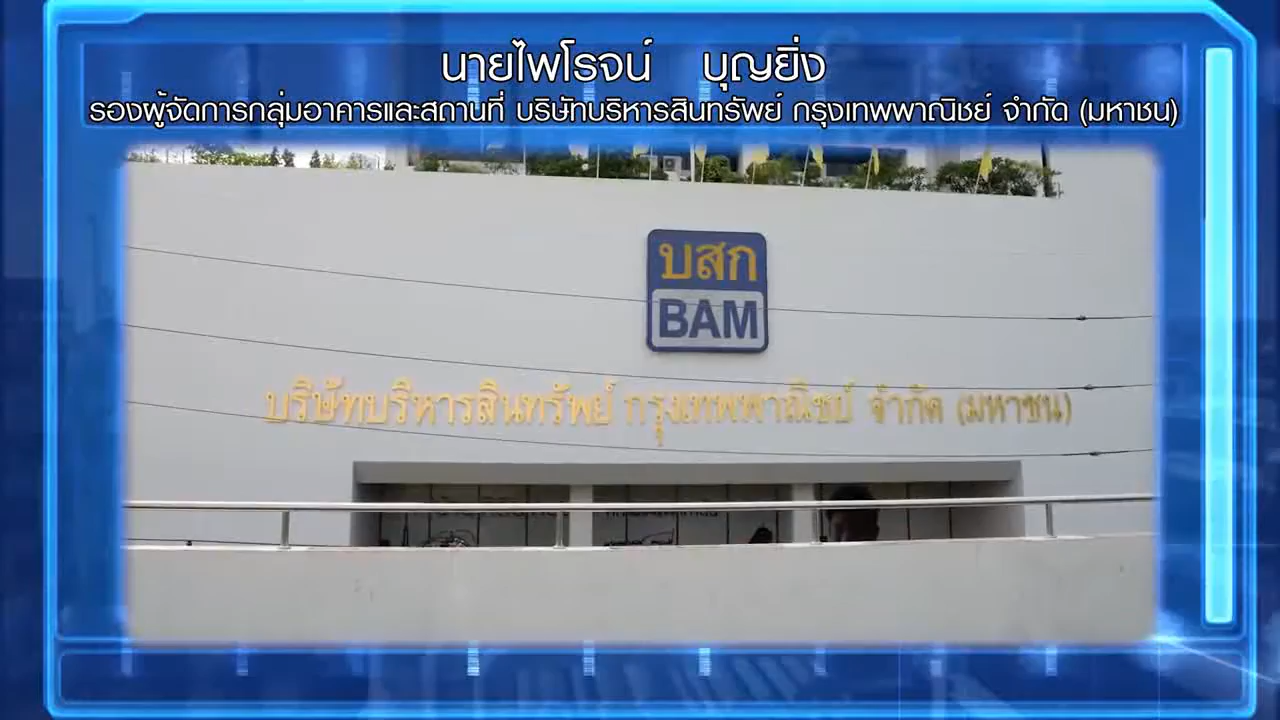 นายไพโรจน์ บุญยิ่ง
รองผู้จัดการกลุ่มอาคารและสถานที่ บริษัทบริหารสินทรัพย์ กรุงเทพพาณิชย์ จำกัด (มหาชน)
บสก
BAM
บริษัทบริหารสินทรัพย์ กรุงเทพพาณิชย์ จำกัด (มหาชน)